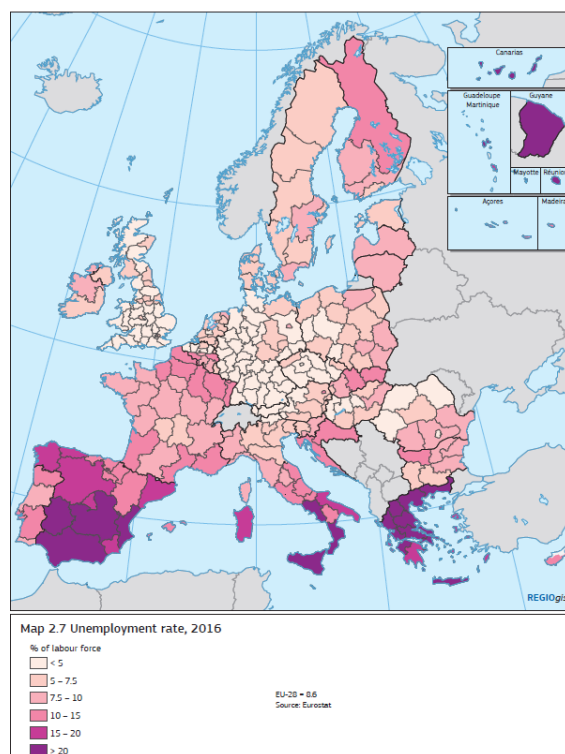 Canarias
Guadeloupe
Martinique
Guyane
Mayotte
Réunion
Açores
Madeira
REGIOgis
Map 2.7 Unemployment rate, 2016
% of labour force
< 5
5 – 7.5
7.5 – 10
10 – 15
15 – 20
> 20
EU-28 = 8.6
Source: Eurostat